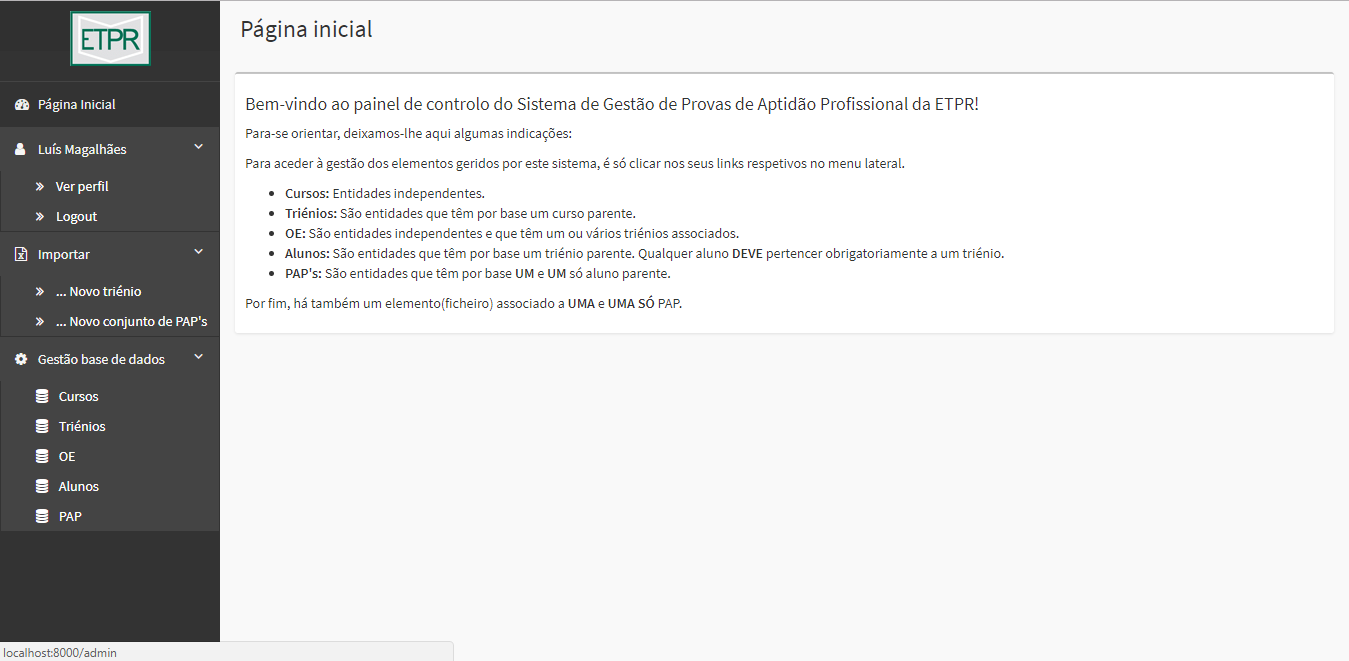 ETPR
Página inicial
Página Inicial
Luís Magalhães
Ver perfil
Logout
Importar
... Novo triénio
... Novo conjunto de PAP's
Gestão base de dados
Cursos
Triénios
OE
Alunos
PAP
Bem-vindo ao painel de controlo do Sistema de Gestão de Provas de Aptidão Profissional da ETPR!
Para-se orientar, deixamos-lhe aqui algumas indicações:
Para aceder à gestão dos elementos geridos por este sistema, é só clicar nos seus links respetivos no menu lateral.
Cursos: Entidades independentes.
Triénios: São entidades que têm por base um curso parente.
OE: São entidades independentes e que têm um ou vários triénios associados.
Alunos: São entidades que têm por base um triénio parente. Qualquer aluno DEVE pertencer obrigatoriamente a um triénio.
PAP's: São entidades que têm por base UM e UM só aluno parente.
Por fim, há também um elemento(ficheiro) associado a UMA e UMA SÓ PAP.
localhost:8000/admin